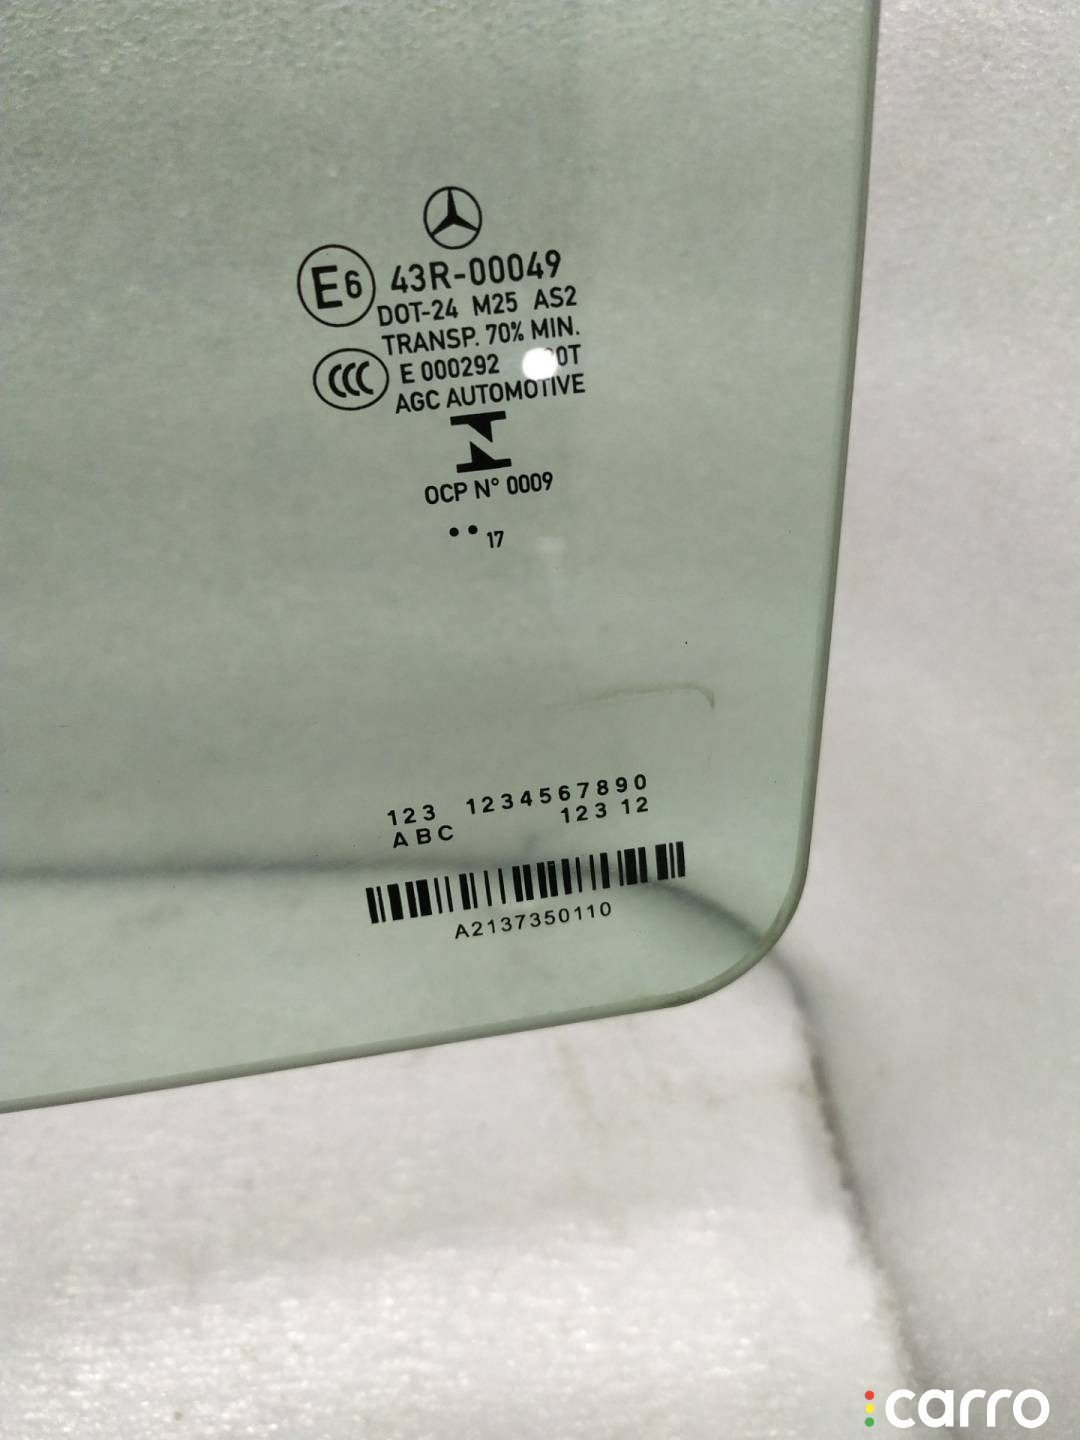 E6 43R-00049
DOT-24 M25 AS2
TRANSP. 70% MIN.
CCC E 000292
AGC AUTOMOTIVE
OCP N° 0009
•• 17
123 1234567890
ABC 123 12
A2137350110
carro